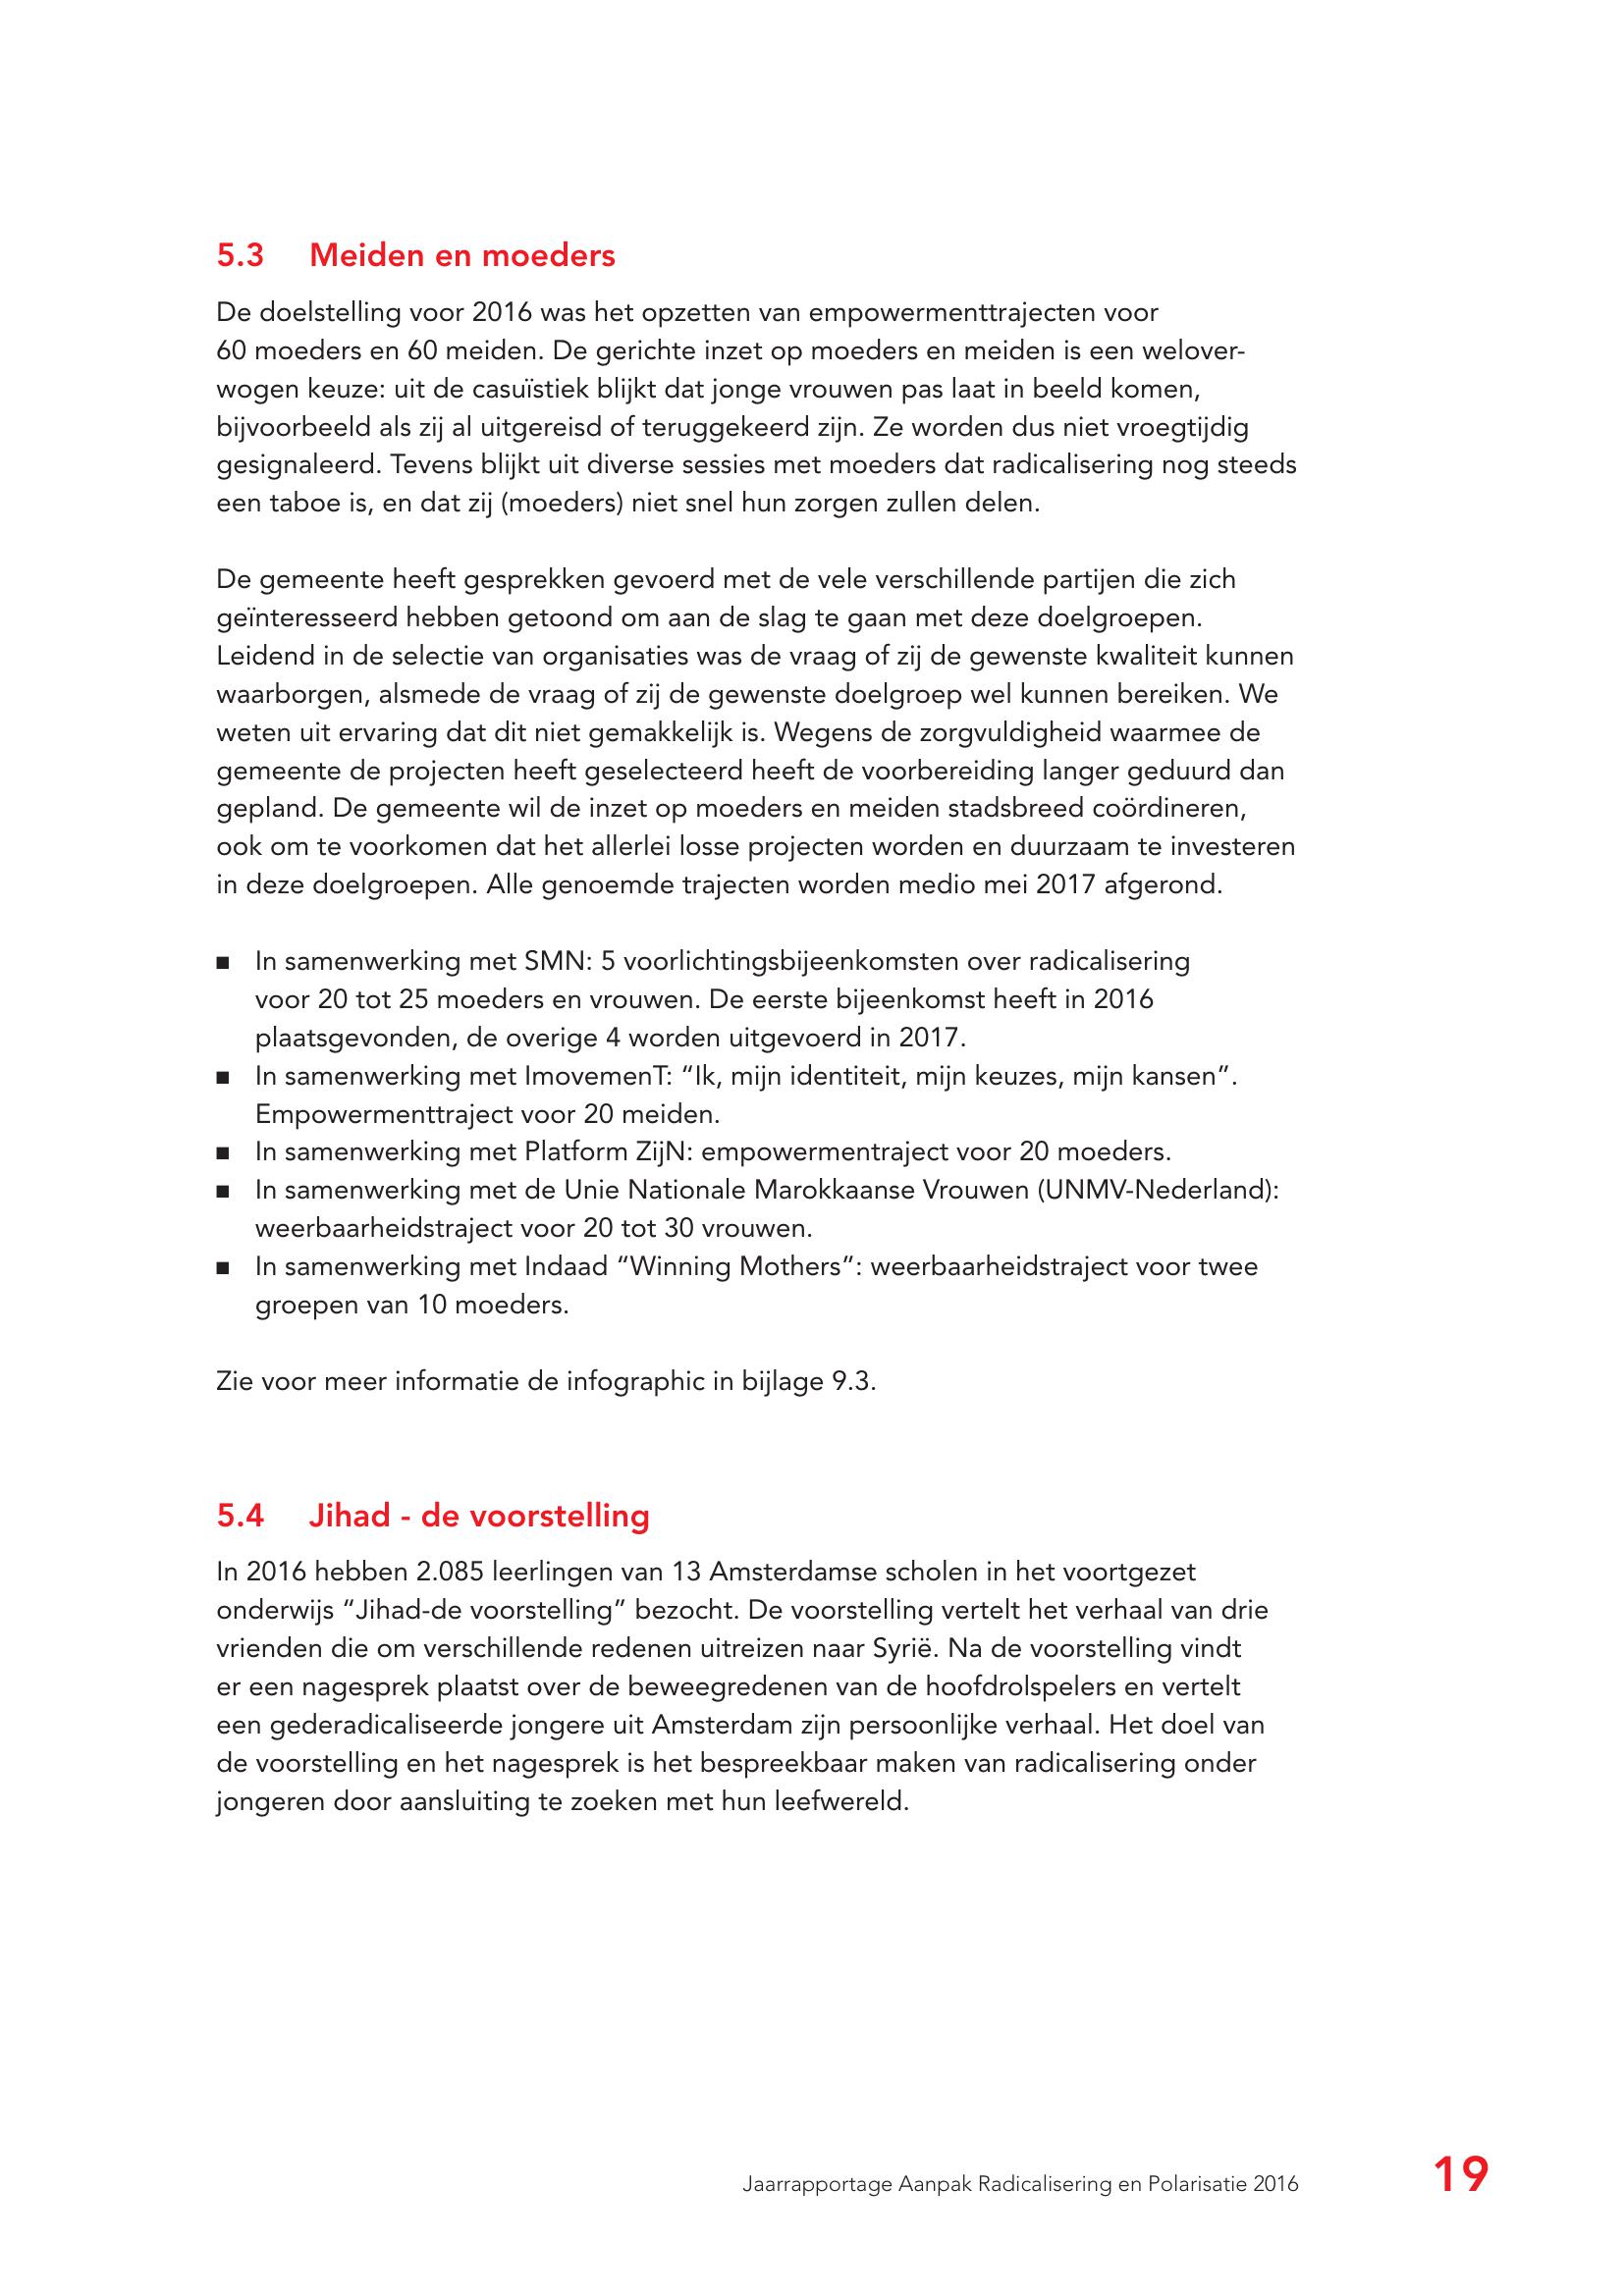 5.3 Meiden en moeders
De doelstelling voor 2016 was het opzetten van empowermenttrajecten voor
60 moeders en 60 meiden. De gerichte inzet op moeders en meiden is een welover-
wogen keuze: uit de casuïstiek blijkt dat jonge vrouwen pas laat in beeld komen,
bijvoorbeeld als zij al uitgereisd of teruggekeerd zijn. Ze worden dus niet vroegtijdig
gesignaleerd. Tevens blijkt uit diverse sessies met moeders dat radicalisering nog steeds
een taboe is, en dat zij (moeders) niet snel hun zorgen zullen delen.
De gemeente heeft gesprekken gevoerd met de vele verschillende partijen die zich
geïnteresseerd hebben getoond om aan de slag te gaan met deze doelgroepen.
Leidend in de selectie van organisaties was de vraag of zij de gewenste kwaliteit kunnen
waarborgen, alsmede de vraag of zij de gewenste doelgroep wel kunnen bereiken. We
weten uit ervaring dat dit niet gemakkelijk is. Wegens de zorgvuldigheid waarmee de
gemeente de projecten heeft geselecteerd heeft de voorbereiding langer geduurd dan
gepland. De gemeente wil de inzet op moeders en meiden stadsbreed coördineren,
ook om te voorkomen dat het allerlei losse projecten worden en duurzaam te investeren
in deze doelgroepen. Alle genoemde trajecten worden medio mei 2017 afgerond.
■ In samenwerking met SMN: 5 voorlichtingsbijeenkomsten over radicalisering
voor 20 tot 25 moeders en vrouwen. De eerste bijeenkomst heeft in 2016
plaatsgevonden, de overige 4 worden uitgevoerd in 2017.
■ In samenwerking met ImovemenT: “Ik, mijn identiteit, mijn keuzes, mijn kansen”.
Empowermenttraject voor 20 meiden.
■ In samenwerking met Platform ZijN: empowermentraject voor 20 moeders.
■ In samenwerking met de Unie Nationale Marokkaanse Vrouwen (UNMV-Nederland):
weerbaarheidstraject voor 20 tot 30 vrouwen.
■ In samenwerking met Indaad “Winning Mothers”: weerbaarheidstraject voor twee
groepen van 10 moeders.
Zie voor meer informatie de infographic in bijlage 9.3.
5.4 Jihad - de voorstelling
In 2016 hebben 2.085 leerlingen van 13 Amsterdamse scholen in het voortgezet
onderwijs “Jihad-de voorstelling” bezocht. De voorstelling vertelt het verhaal van drie
vrienden die om verschillende redenen uitreizen naar Syrië. Na de voorstelling vindt
er een nagesprek plaatst over de beweegredenen van de hoofdrolspelers en vertelt
een gederadicaliseerde jongere uit Amsterdam zijn persoonlijke verhaal. Het doel van
de voorstelling en het nagesprek is het bespreekbaar maken van radicalisering onder
jongeren door aansluiting te zoeken met hun leefwereld.
Jaarrapportage Aanpak Radicalisering en Polarisatie 2016 19